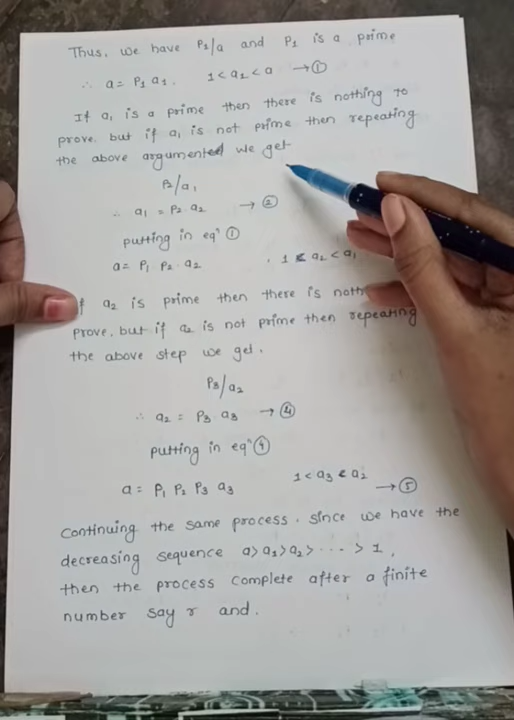 Thus, we have P1/a and P1 is a prime
∴ a = P1 a1. 1 < a1 < a → ①
If a1 is a prime then there is nothing to
prove. but if a1 is not prime then repeating
the above argumented we get
P2/a1
∴ a1 = P2 a2 → ②
putting in eqn ①
a = P1 P2 . a2 . 1 < a2 < a1
a2 is prime then there is noth
prove. but if a2 is not prime then repeating
the above step we get.
P3/a2
∴ a2 = P3 a3 → ④
putting in eqn ④
a = P1 P2 P3 a3 1 < a3 < a2 → ⑤
Continuing the same process. since we have the
decreasing sequence a > a1 > a2 > ... > 1,
then the process complete after a finite
number say r and.